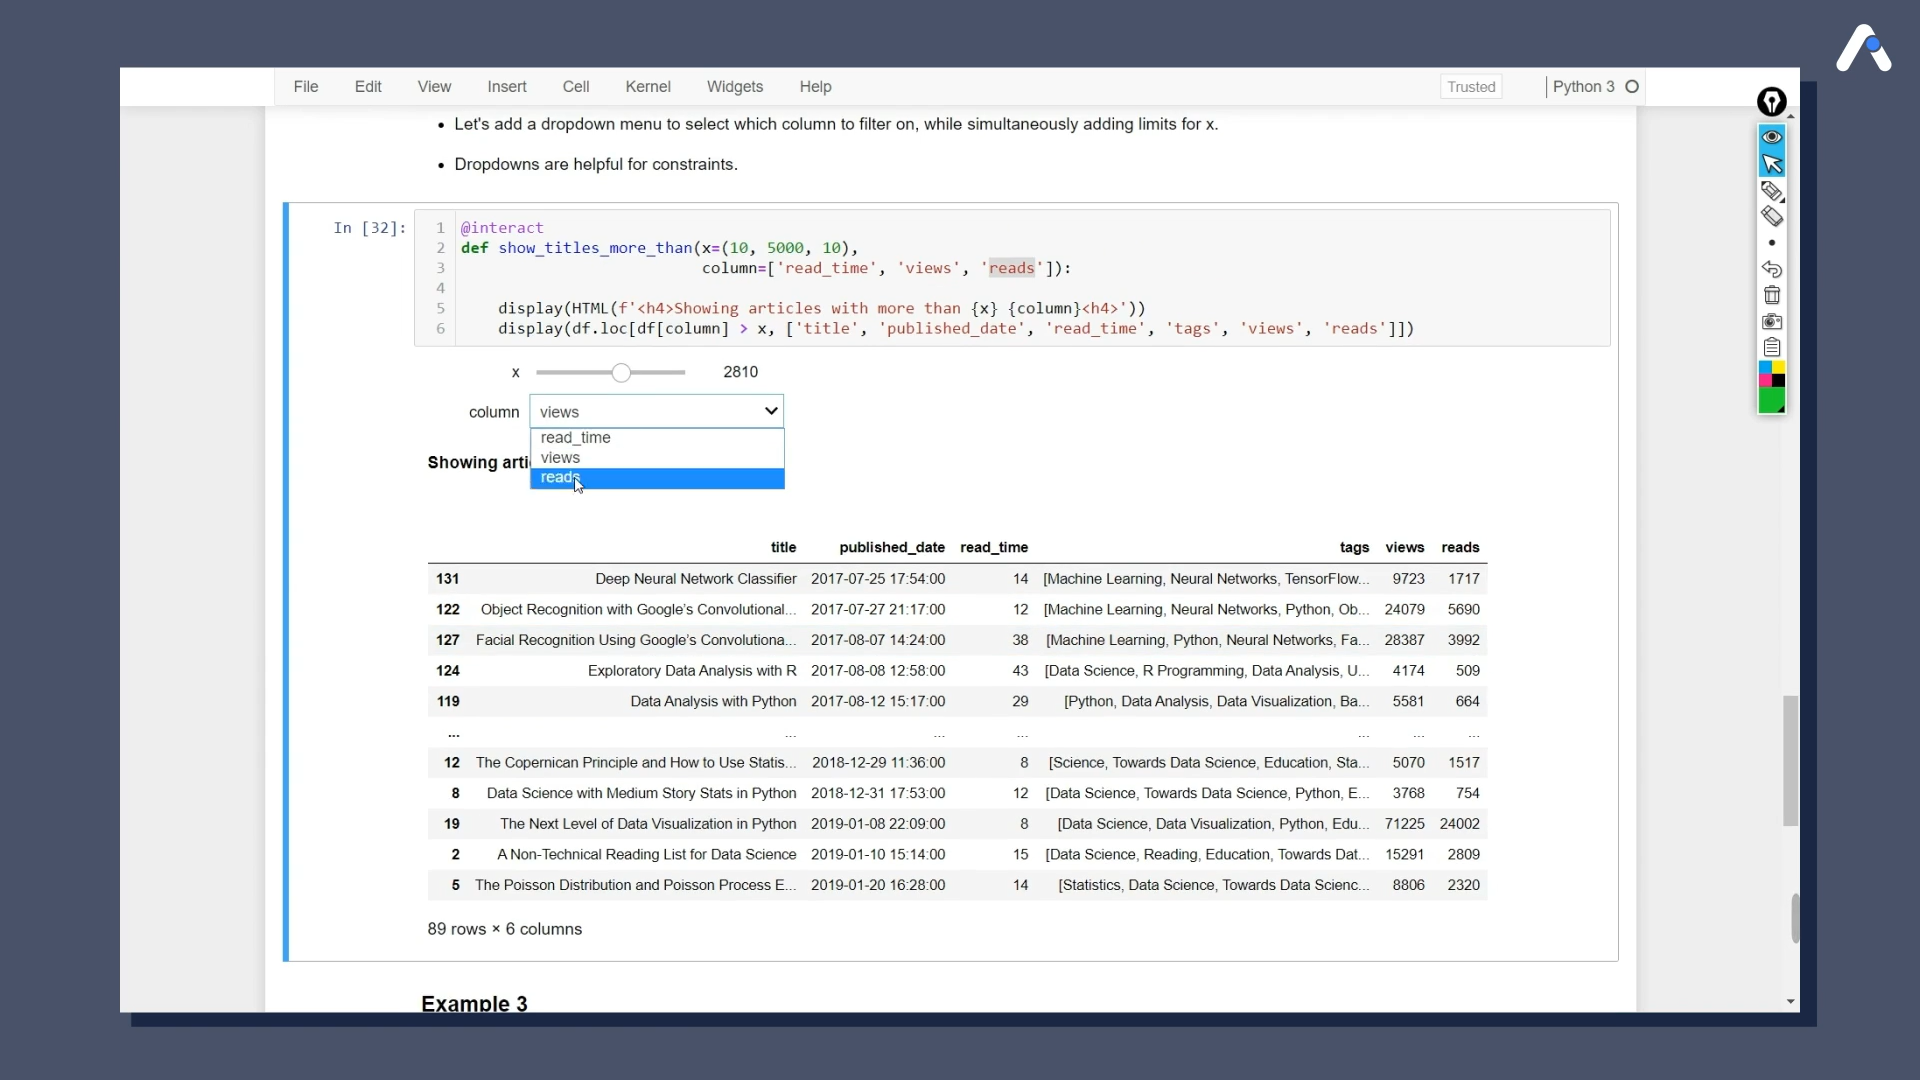 File Edit View Insert Cell Kernel Widgets Help Trusted Python 3
• Let's add a dropdown menu to select which column to filter on, while simultaneously adding limits for x.
• Dropdowns are helpful for constraints.
In [32]:
1 @interact
2 def show_titles_more_than(x=(10, 5000, 10),
3 column=['read_time', 'views', 'reads']):
4
5 display(HTML(f'<h4>Showing articles with more than {x} {column}<h4>'))
6 display(df.loc[df[column] > x, ['title', 'published_date', 'read_time', 'tags', 'views', 'reads']])
x 2810
column views
read_time
views
Showing arti
reads
title published_date read_time tags views reads
131 Deep Neural Network Classifier 2017-07-25 17:54:00 14 [Machine Learning, Neural Networks, TensorFlow... 9723 1717
122 Object Recognition with Google's Convolutional... 2017-07-27 21:17:00 12 [Machine Learning, Neural Networks, Python, Ob... 24079 5690
127 Facial Recognition Using Google's Convolutiona... 2017-08-07 14:24:00 38 [Machine Learning, Python, Neural Networks, Fa... 28387 3992
124 Exploratory Data Analysis with R 2017-08-08 12:58:00 43 [Data Science, R Programming, Data Analysis, U... 4174 509
119 Data Analysis with Python 2017-08-12 15:17:00 29 [Python, Data Analysis, Data Visualization, Ba... 5581 664
... ... ... ... ... ... ...
12 The Copernican Principle and How to Use Statis... 2018-12-29 11:36:00 8 [Science, Towards Data Science, Education, Sta... 5070 1517
8 Data Science with Medium Story Stats in Python 2018-12-31 17:53:00 12 [Data Science, Towards Data Science, Python, E... 3768 754
19 The Next Level of Data Visualization in Python 2019-01-08 22:09:00 8 [Data Science, Data Visualization, Python, Edu... 71225 24002
2 A Non-Technical Reading List for Data Science 2019-01-10 15:14:00 15 [Data Science, Reading, Education, Towards Dat... 15291 2809
5 The Poisson Distribution and Poisson Process E... 2019-01-20 16:28:00 14 [Statistics, Data Science, Towards Data Scienc... 8806 2320
89 rows × 6 columns
Example 3